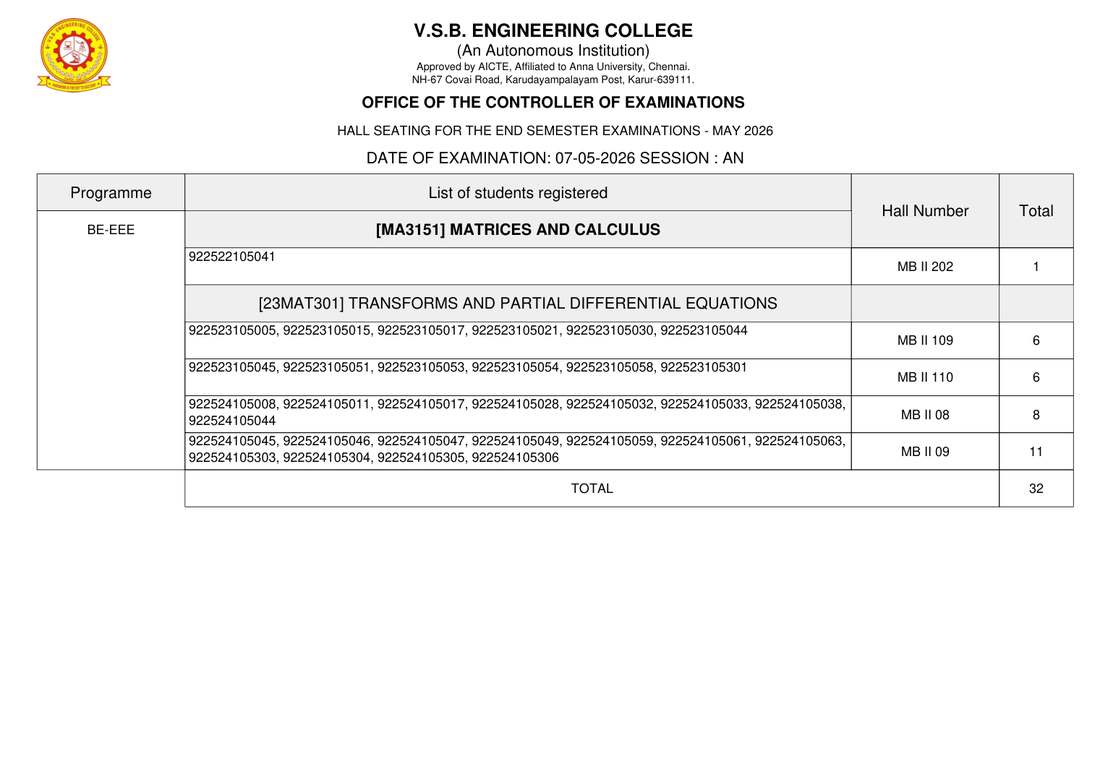 V.S.B. ENGINEERING COLLEGE
(An Autonomous Institution)
Approved by AICTE, Affiliated to Anna University, Chennai.
NH-67 Covai Road, Karudayampalayam Post, Karur-639111.
OFFICE OF THE CONTROLLER OF EXAMINATIONS
HALL SEATING FOR THE END SEMESTER EXAMINATIONS - MAY 2026
DATE OF EXAMINATION: 07-05-2026 SESSION : AN
Programme List of students registered Hall Number Total
BE-EEE [MA3151] MATRICES AND CALCULUS
922522105041 MB II 202 1
[23MAT301] TRANSFORMS AND PARTIAL DIFFERENTIAL EQUATIONS
922523105005, 922523105015, 922523105017, 922523105021, 922523105030, 922523105044 MB II 109 6
922523105045, 922523105051, 922523105053, 922523105054, 922523105058, 922523105301 MB II 110 6
922524105008, 922524105011, 922524105017, 922524105028, 922524105032, 922524105033, 922524105038,
922524105044 MB II 08 8
922524105045, 922524105046, 922524105047, 922524105049, 922524105059, 922524105061, 922524105063,
922524105303, 922524105304, 922524105305, 922524105306 MB II 09 11
TOTAL 32